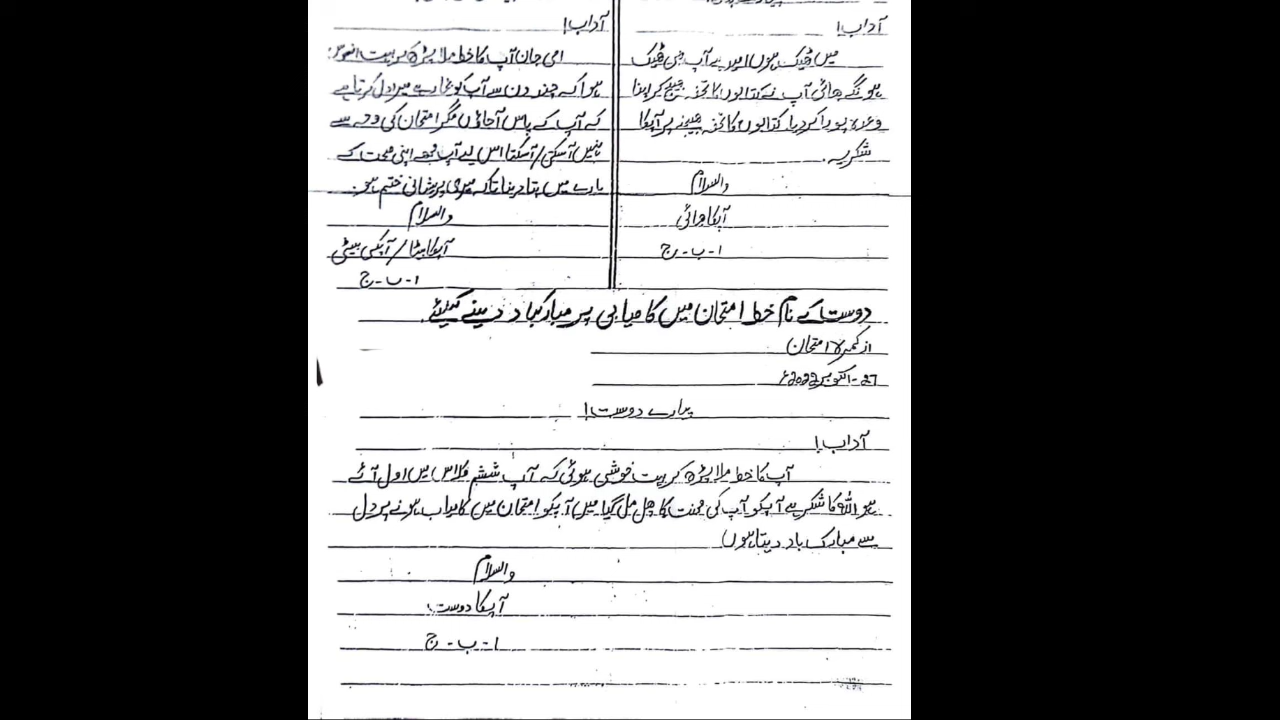 آداب!
میں ٹھیک ہوں امید ہے آپ بھی ٹھیک
ہونگے بھائی آپ نے کتابوں کا تحفہ بھیج کر اپنا
وعدہ پورا کر دیا کتابوں کا تحفہ بھیجنے پر آپکا
شکریہ۔
والسلام
آپکا بھائی
ا - ب - ج
آداب!
امی جان آپ کا خط ملا پڑھ کر بہت افسوس
ہوا کہ چند دن سے آپ کو بخار ہے میرا دل کرتا ہے
کہ آپ کے پاس آجاؤں مگر امتحان کی وجہ سے
نہیں آسکتی/آسکتا اس لیے آپ مجھے اپنی صحت کے
بارے میں بتا دینا تاکہ میری پریشانی ختم ہو۔
والسلام
آپکا بیٹا / آپکی بیٹی
ا - ب - ج
دوست کے نام خط امتحان میں کامیابی پر مبارکباد دینے کیلئے
از کمرہ امتحان
27-اکتوبر 2022ء
پیارے دوست!
آداب!
آپ کا خط ملا پڑھ کر بہت خوشی ہوئی کہ آپ ششم کلاس میں اول آئے
ہو اللہ کا شکر ہے آپکو آپ کی محنت کا پھل مل گیا میں آپکو امتحان میں کامیاب ہونے پر دل
سے مبارک باد دیتا ہوں
والسلام
آپکا دوست
ا - ب - ج